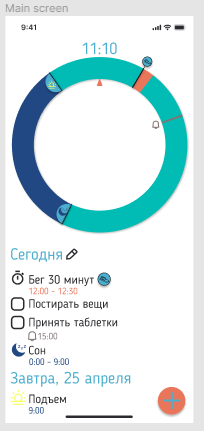 Main screen
9:41
11:10
Сегодня
Бег 30 минут
12:00 - 12:30
Постирать вещи
Принять таблетки
15:00
Сон
0:00 - 9:00
Завтра, 25 апреля
Подъем
9:00